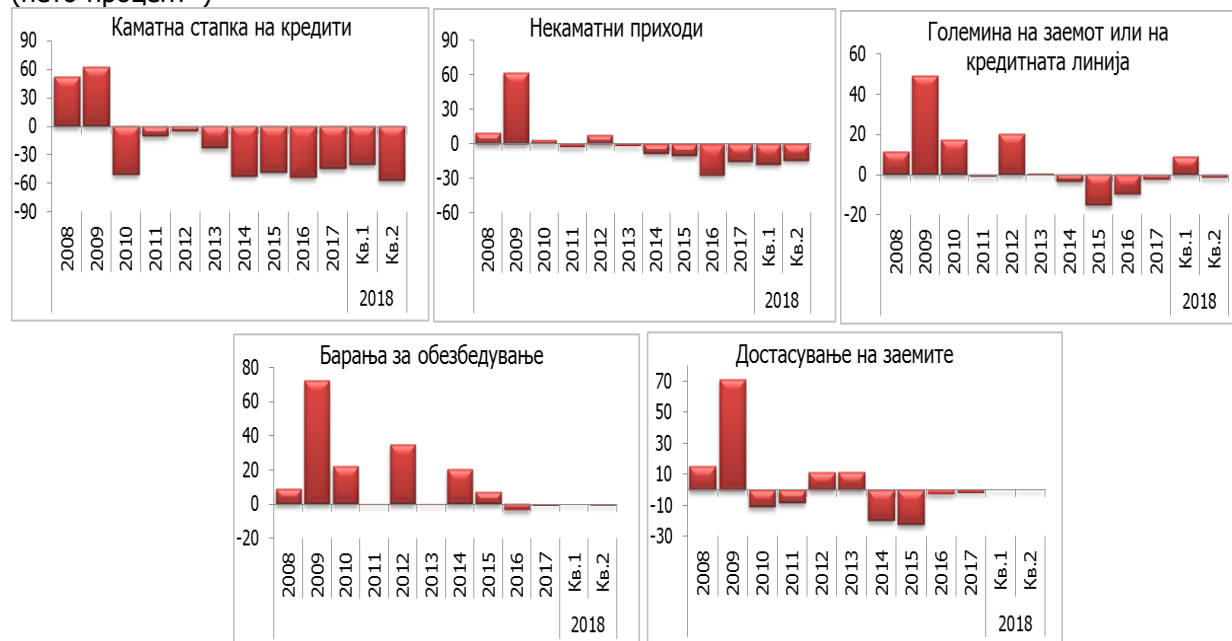 (нето процент*)
Каматна стапка на кредити
90
60
30
0
-30
-60
-90
2008 2009 2010 2011 2012 2013 2014 2015 2016 2017 Кв.1 Кв.2
2018
Некаматни приходи
90
60
30
0
-30
-60
2008 2009 2010 2011 2012 2013 2014 2015 2016 2017 Кв.1 Кв.2
2018
Големина на заемот или на
кредитната линија
60
40
20
0
-20
2008 2009 2010 2011 2012 2013 2014 2015 2016 2017 Кв.1 Кв.2
2018
Барања за обезбедување
80
60
40
20
0
-20
2008 2009 2010 2011 2012 2013 2014 2015 2016 2017 Кв.1 Кв.2
2018
Достасување на заемите
70
50
30
10
-10
-30
2008 2009 2010 2011 2012 2013 2014 2015 2016 2017 Кв.1 Кв.2
2018